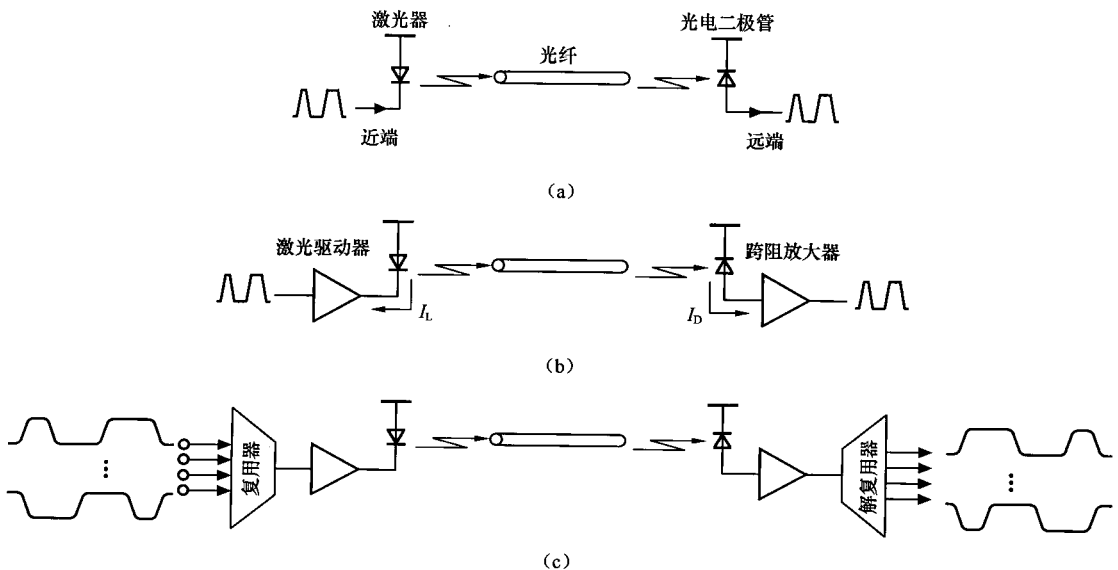 激光器
光电二极管
光纤
近端
远端
（a）
激光驱动器
跨阻放大器
I_L
I_D
（b）
复用器
解复用器
（c）